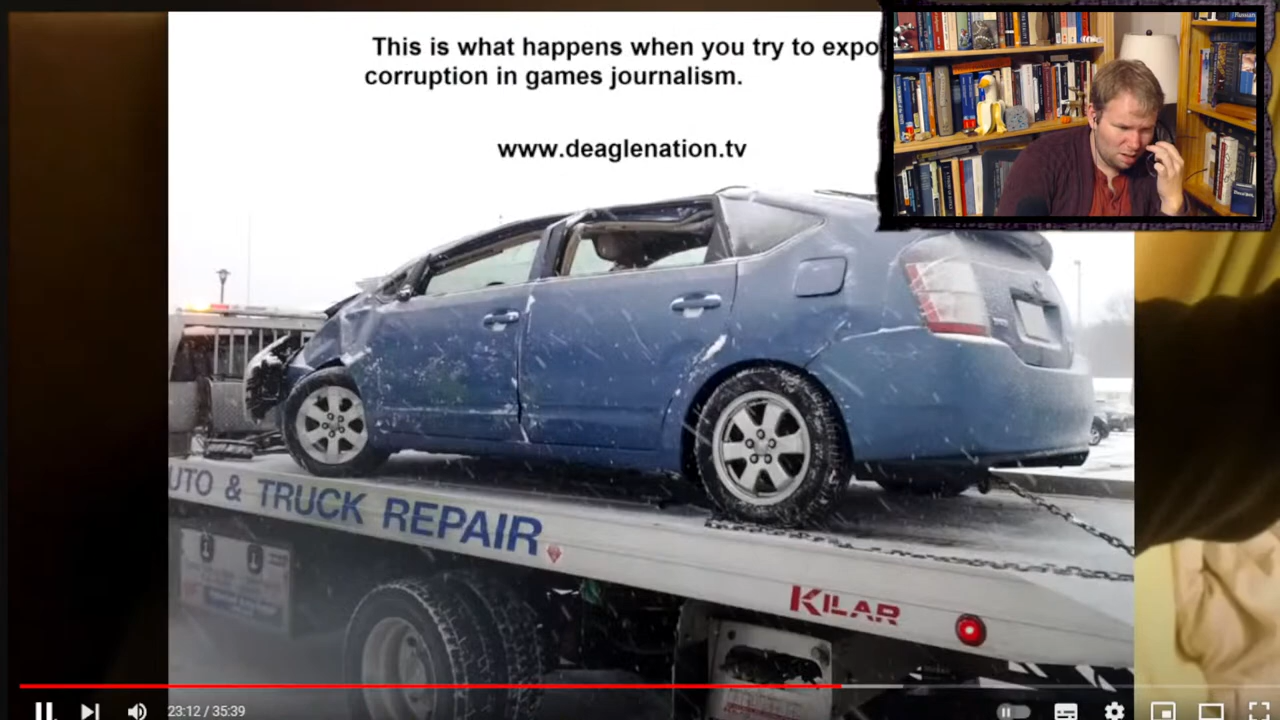 This is what happens when you try to expo
corruption in games journalism.
www.deaglenation.tv
UTO & TRUCK REPAIR
KILAR
23:12 / 35:39